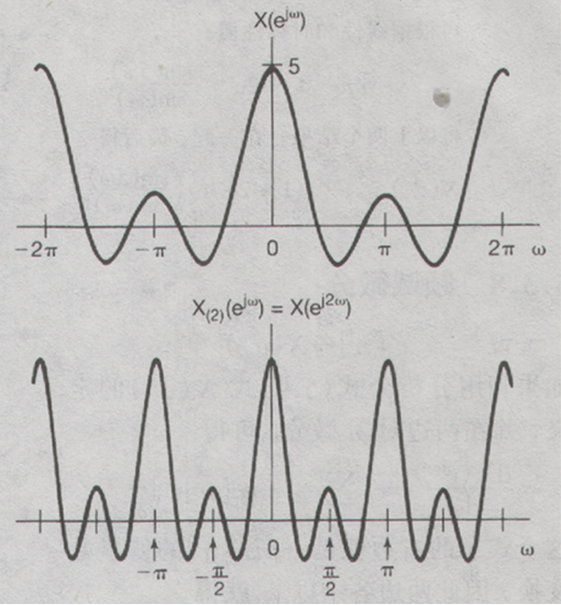 X(e^{jω})
5
−2π −π 0 π 2π ω
X_{(2)}(e^{jω}) = X(e^{j2ω})
0 ω
−π −π/2 π/2 π